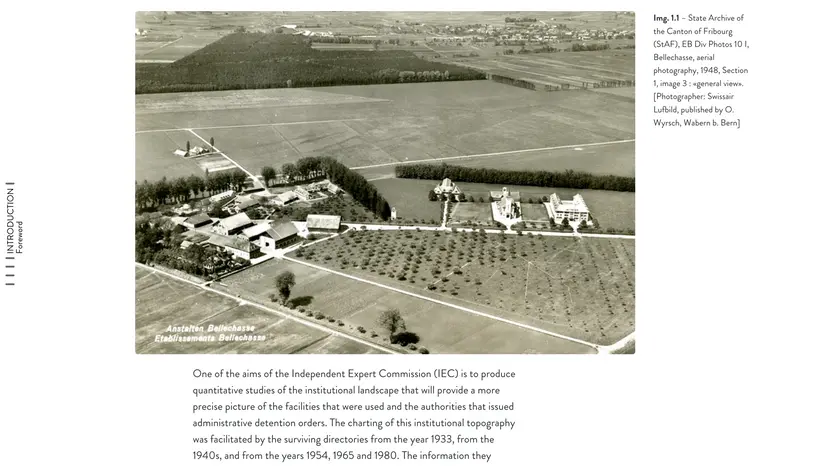 Img. 1.1 – State Archive of
the Canton of Fribourg
(StAF), EB Div Photos 10 I,
Bellechasse, aerial
photography, 1948, Section
1, image 3 : «general view».
[Photographer: Swissair
Lufbild, published by O.
Wyrsch, Wabern b. Bern]
INTRODUCTION
Foreword
Anstalten Bellechasse
Etablissements Bellechasse
One of the aims of the Independent Expert Commission (IEC) is to produce
quantitative studies of the institutional landscape that will provide a more
precise picture of the facilities that were used and the authorities that issued
administrative detention orders. The charting of this institutional topography
was facilitated by the surviving directories from the year 1933, from the
1940s, and from the years 1954, 1965 and 1980. The information they